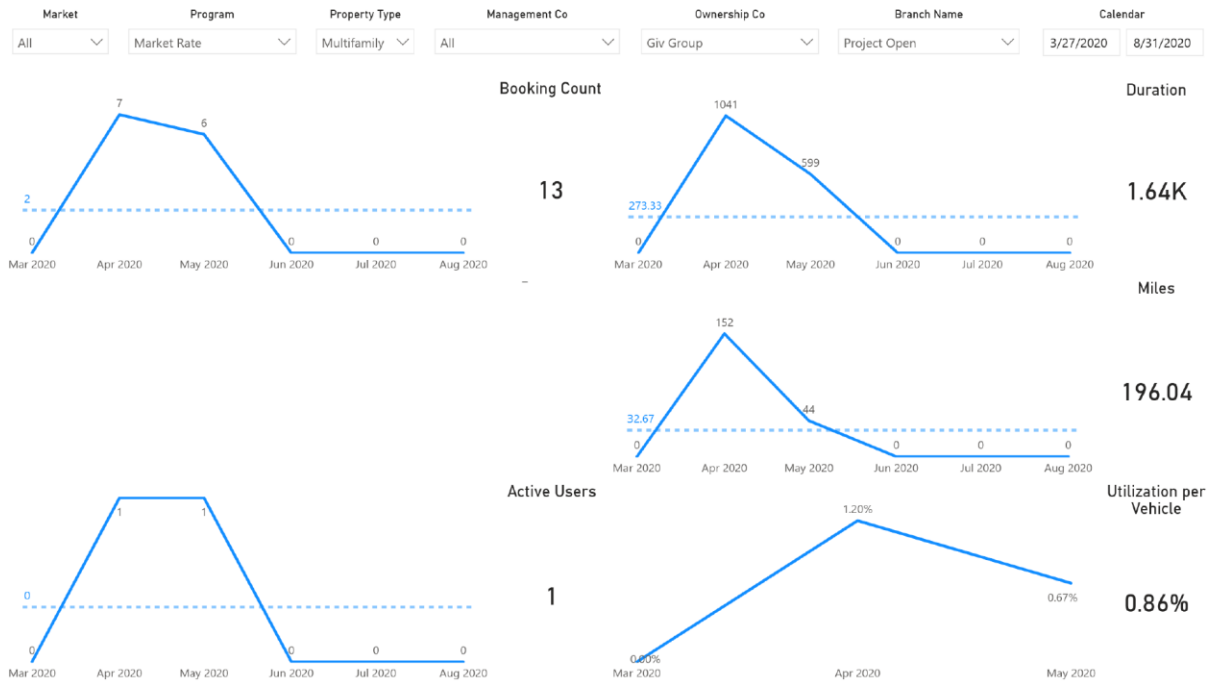 Market Program Property Type Management Co Ownership Co Branch Name Calendar
All Market Rate Multifamily All Giv Group Project Open 3/27/2020 8/31/2020
Booking Count
7
6
2
13
0 0 0 0
Mar 2020 Apr 2020 May 2020 Jun 2020 Jul 2020 Aug 2020
Duration
1041
599
273.33
1.64K
0 0 0 0
Mar 2020 Apr 2020 May 2020 Jun 2020 Jul 2020 Aug 2020
Miles
152
44
32.67
196.04
0 0 0 0
Mar 2020 Apr 2020 May 2020 Jun 2020 Jul 2020 Aug 2020
Active Users
1 1
0
1
0 0 0 0
Mar 2020 Apr 2020 May 2020 Jun 2020 Jul 2020 Aug 2020
Utilization per
Vehicle
1.20%
0.67%
0.86%
0.00%
Mar 2020 Apr 2020 May 2020